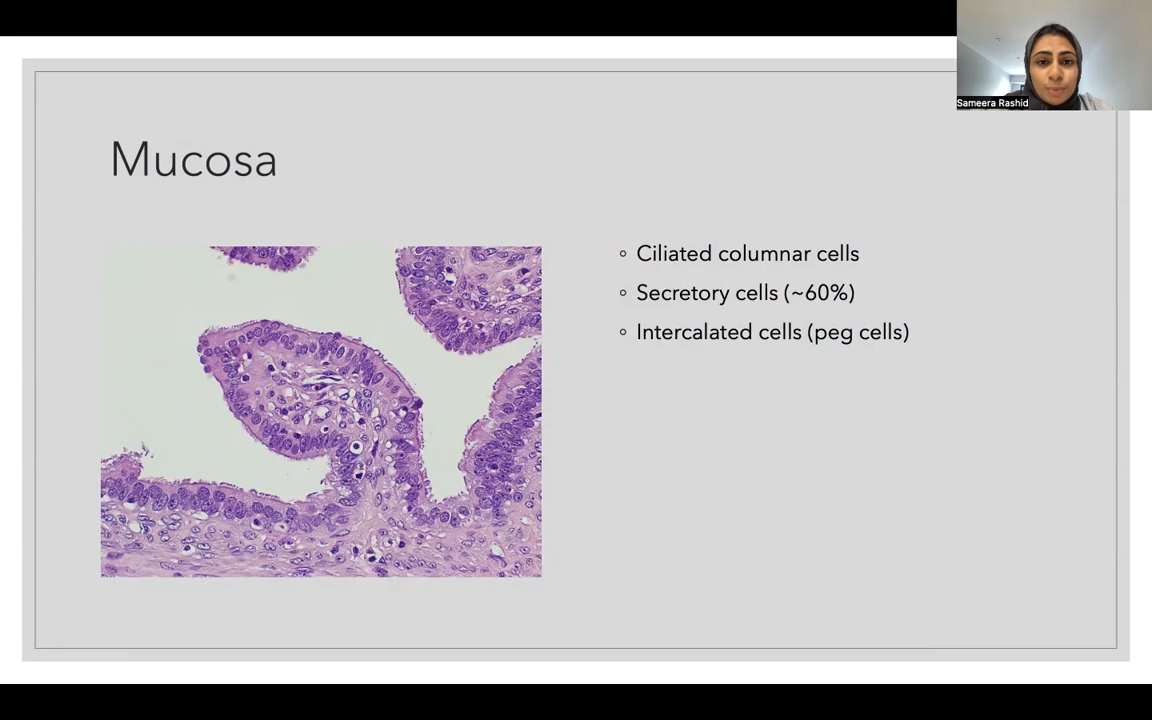 Sameera Rashid
Mucosa
Ciliated columnar cells
Secretory cells (~60%)
Intercalated cells (peg cells)